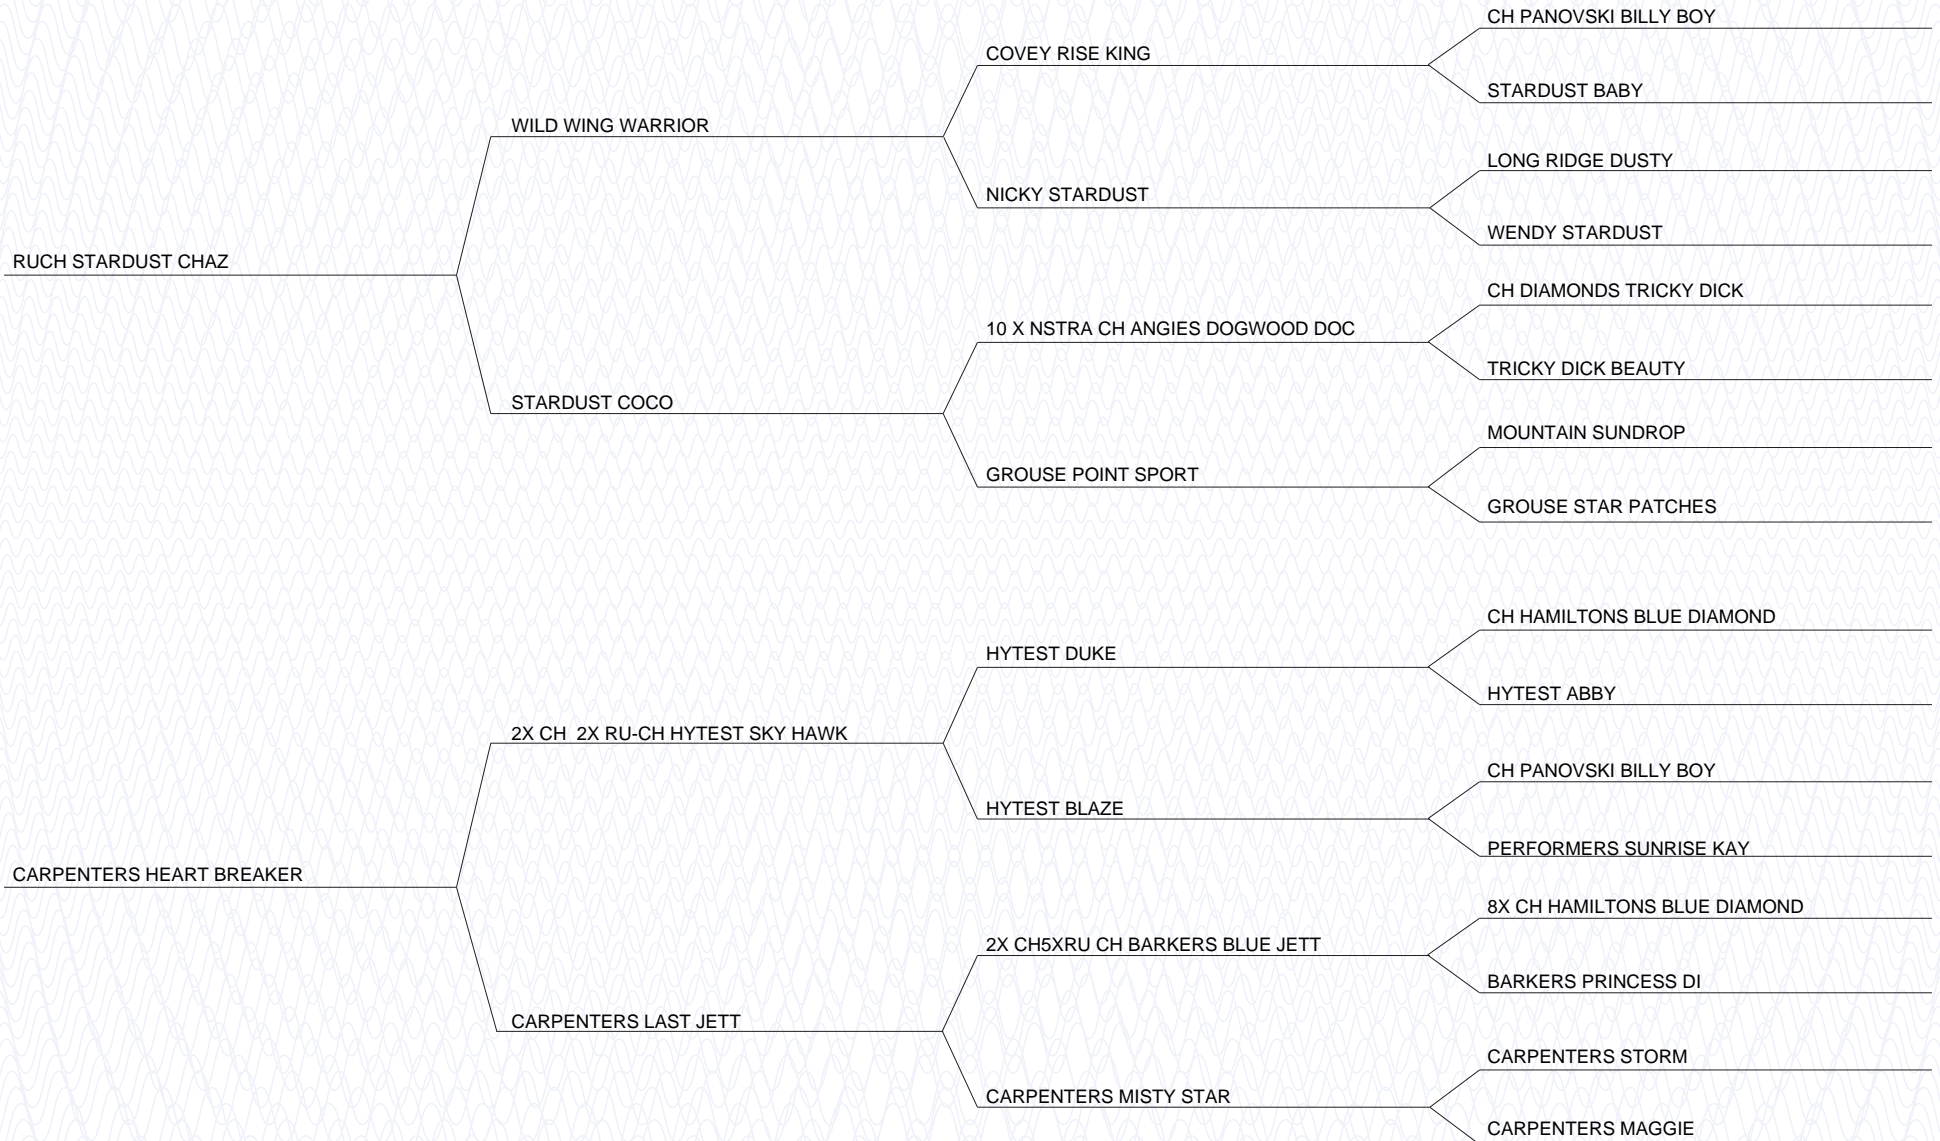 CH PANOVSKI BILLY BOY
COVEY RISE KING
STARDUST BABY
WILD WING WARRIOR
LONG RIDGE DUSTY
NICKY STARDUST
WENDY STARDUST
RUCH STARDUST CHAZ
CH DIAMONDS TRICKY DICK
10 X NSTRA CH ANGIES DOGWOOD DOC
TRICKY DICK BEAUTY
STARDUST COCO
MOUNTAIN SUNDROP
GROUSE POINT SPORT
GROUSE STAR PATCHES
CH HAMILTONS BLUE DIAMOND
HYTEST DUKE
HYTEST ABBY
2X CH  2X RU-CH HYTEST SKY HAWK
CH PANOVSKI BILLY BOY
HYTEST BLAZE
PERFORMERS SUNRISE KAY
CARPENTERS HEART BREAKER
8X CH HAMILTONS BLUE DIAMOND
2X CH5XRU CH BARKERS BLUE JETT
BARKERS PRINCESS DI
CARPENTERS LAST JETT
CARPENTERS STORM
CARPENTERS MISTY STAR
CARPENTERS MAGGIE